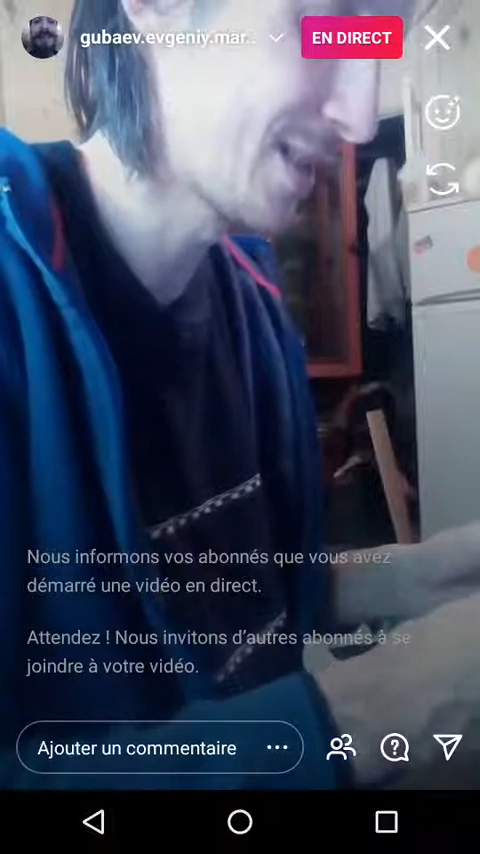 gubaev.evgeniy.mar..
EN DIRECT
Nous informons vos abonnés que vous avez
démarré une vidéo en direct.
Attendez ! Nous invitons d'autres abonnés à se
joindre à votre vidéo.
Ajouter un commentaire